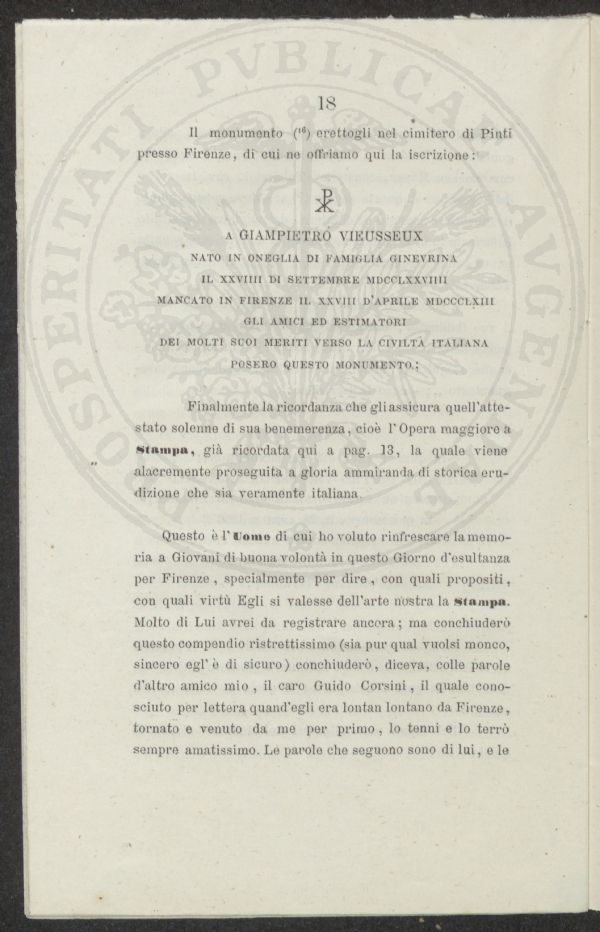 18
Il monumento (16) erettogli nel cimitero di Pinti
presso Firenze, di cui ne offriamo qui la iscrizione:
☧
A GIAMPIETRO VIEUSSEUX
NATO IN ONEGLIA DI FAMIGLIA GINEVRINA
IL XXVIIII DI SETTEMBRE MDCCLXXVIIII
MANCATO IN FIRENZE IL XXVIII D'APRILE MDCCCLXIII
GLI AMICI ED ESTIMATORI
DEI MOLTI SUOI MERITI VERSO LA CIVILTÀ ITALIANA
POSERO QUESTO MONUMENTO.;
Finalmente la ricordanza che gli assicura quell'atte-
stato solenne di sua benemerenza, cioè l'Opera maggiore a
Stampa, già ricordata qui a pag. 13, la quale viene
alacremente proseguita a gloria ammiranda di storica eru-
dizione che sia veramente italiana.
Questo è l'Uomo di cui ho voluto rinfrescare la memo-
ria a Giovani di buona volontà in questo Giorno d'esultanza
per Firenze, specialmente per dire, con quali propositi,
con quali virtù Egli si valesse dell'arte nostra la Stampa.
Molto di Lui avrei da registrare ancora; ma conchiuderò
questo compendio ristrettissimo (sia pur qual vuolsi monco,
sincero egl' è di sicuro) conchiuderò, diceva, colle parole
d'altro amico mio, il caro Guido Corsini, il quale cono-
sciuto per lettera quand'egli era lontan lontano da Firenze,
tornato e venuto da me per primo, lo tenni e lo terrò
sempre amatissimo. Le parole che seguono sono di lui, e le
PROSPERITATI PVBLICAE AVGENDAE